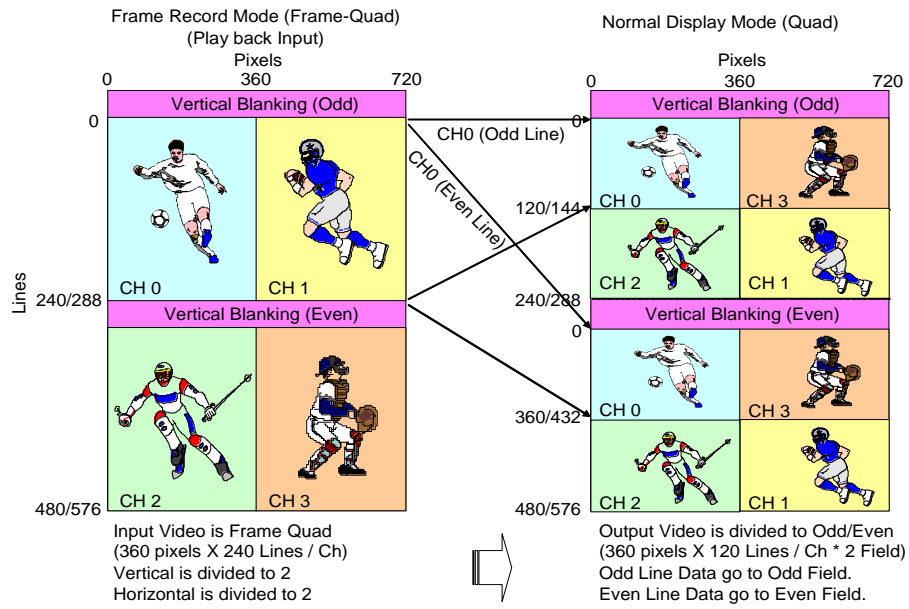 Frame Record Mode (Frame-Quad)
(Play back Input)
Pixels
0 360 720
Vertical Blanking (Odd)
0
CH 0
CH 1
Lines
240/288
Vertical Blanking (Even)
CH 2
CH 3
480/576
Input Video is Frame Quad
(360 pixels X 240 Lines / Ch)
Vertical is divided to 2
Horizontal is divided to 2
CH0 (Odd Line)
CH0 (Even Line)
Normal Display Mode (Quad)
Pixels
0 360 720
Vertical Blanking (Odd)
0
CH 0
CH 3
120/144
CH 2
CH 1
240/288
Vertical Blanking (Even)
0
CH 0
CH 3
360/432
CH 2
CH 1
480/576
Output Video is divided to Odd/Even
(360 pixels X 120 Lines / Ch * 2 Field)
Odd Line Data go to Odd Field.
Even Line Data go to Even Field.